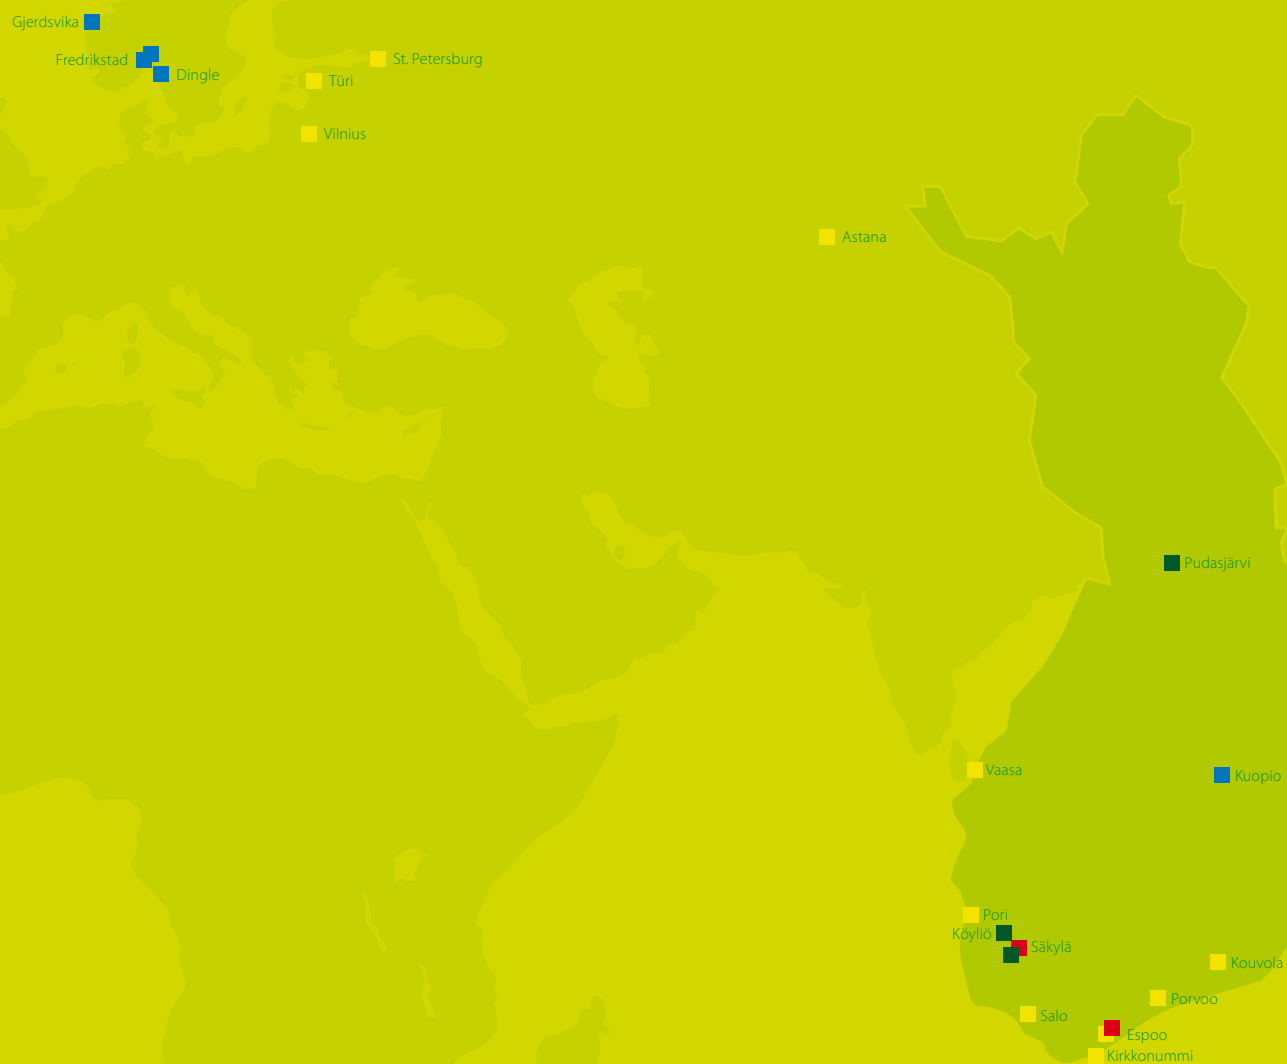 Gjerdsvika
Fredrikstad
Dingle
St. Petersburg
Türi
Vilnius
Astana
Pudasjärvi
Vaasa
Kuopio
Pori
Köyliö
Säkylä
Kouvola
Porvoo
Salo
Espoo
Kirkkonummi